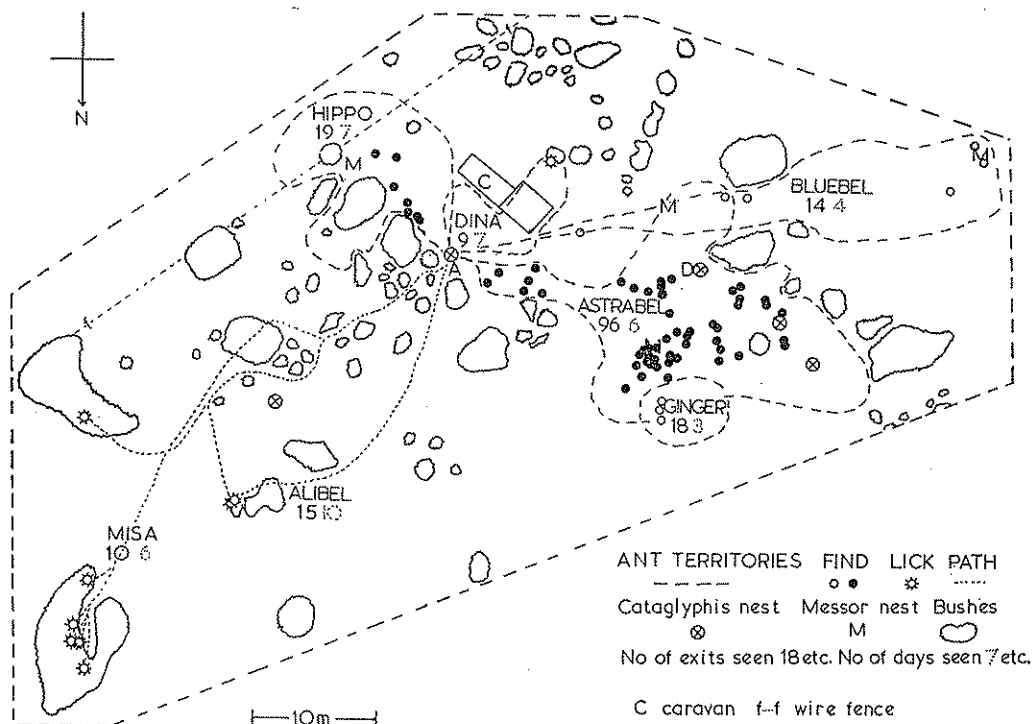 N
HIPPO
19 7
M
C
DINA
9 7
A
M
M
BLUEBEL
14 4
D
ASTRABEL
96 6
GINGER
18 3
f
ALIBEL
15 10
MISA
10 6
ANT TERRITORIES FIND LICK PATH
Cataglyphis nest Messor nest Bushes
M
No of exits seen 18 etc. No of days seen 7 etc.
C caravan f--f wire fence
10m